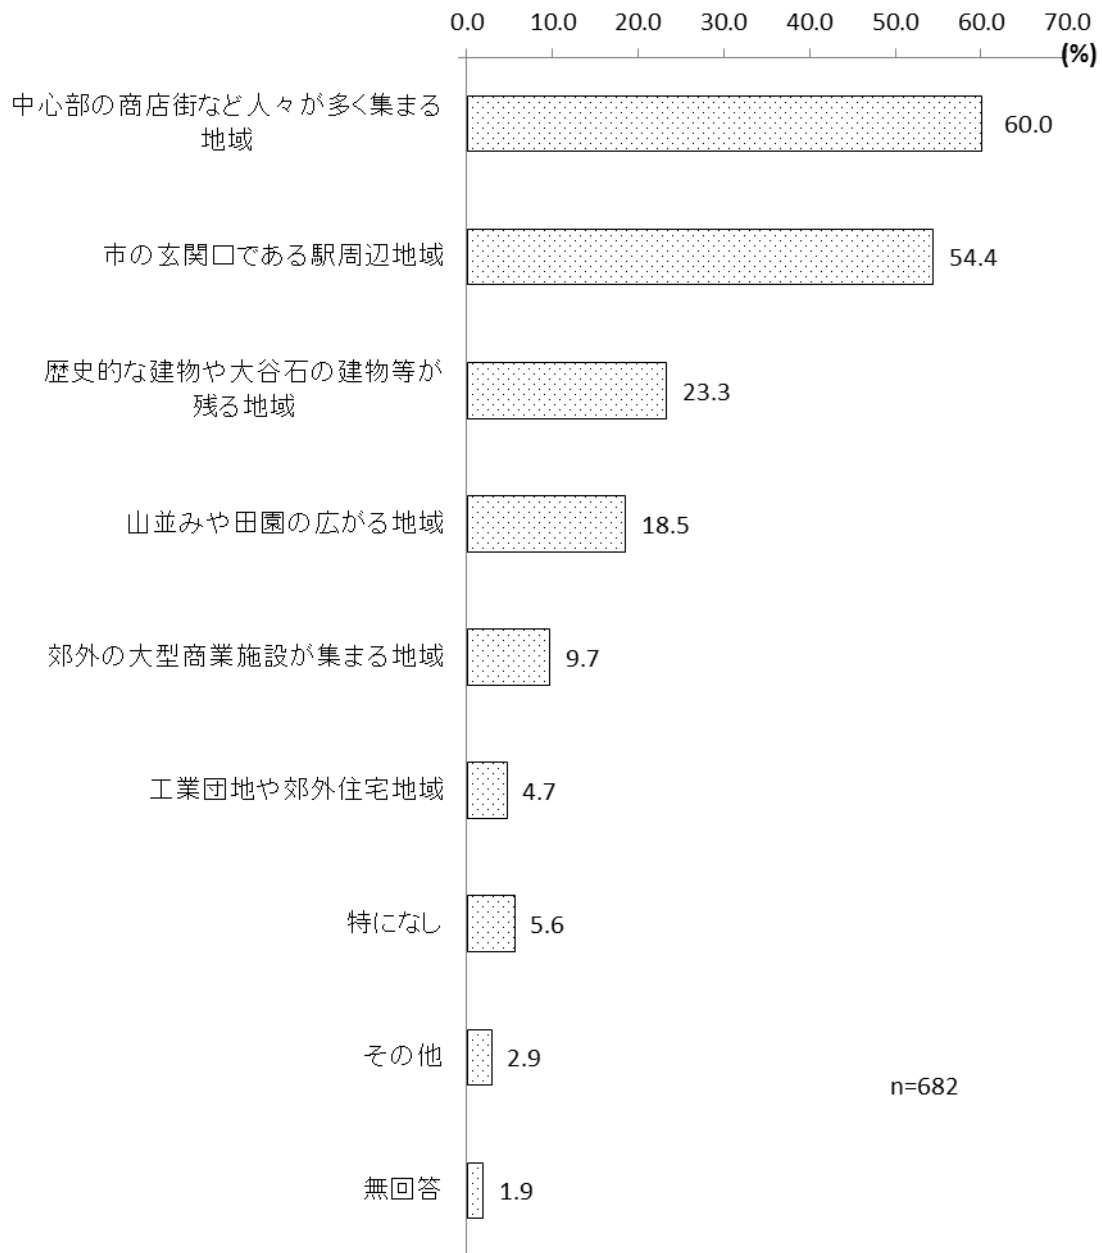 0.0 10.0 20.0 30.0 40.0 50.0 60.0 70.0
(%)
中心部の商店街など人々が多く集まる
地域
60.0
市の玄関口である駅周辺地域
54.4
歴史的な建物や大谷石の建物等が
残る地域
23.3
山並みや田園の広がる地域
18.5
郊外の大型商業施設が集まる地域
9.7
工業団地や郊外住宅地域
4.7
特になし
5.6
その他
2.9
n=682
無回答
1.9